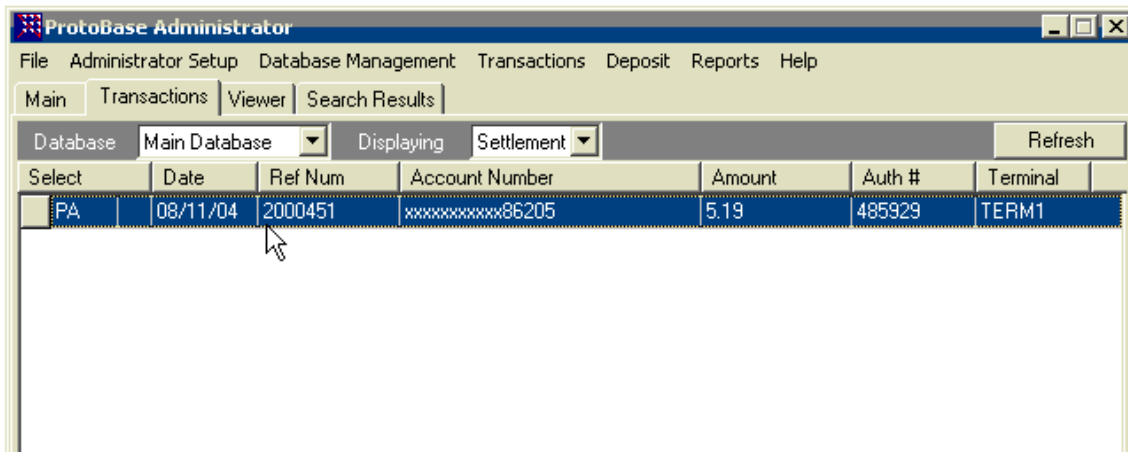 ProtoBase Administrator
File Administrator Setup Database Management Transactions Deposit Reports Help
Main Transactions Viewer Search Results
Database Main Database Displaying Settlement Refresh
Select Date Ref Num Account Number Amount Auth # Terminal
PA 08/11/04 2000451 xxxxxxxxxxx86205 5.19 485929 TERM1